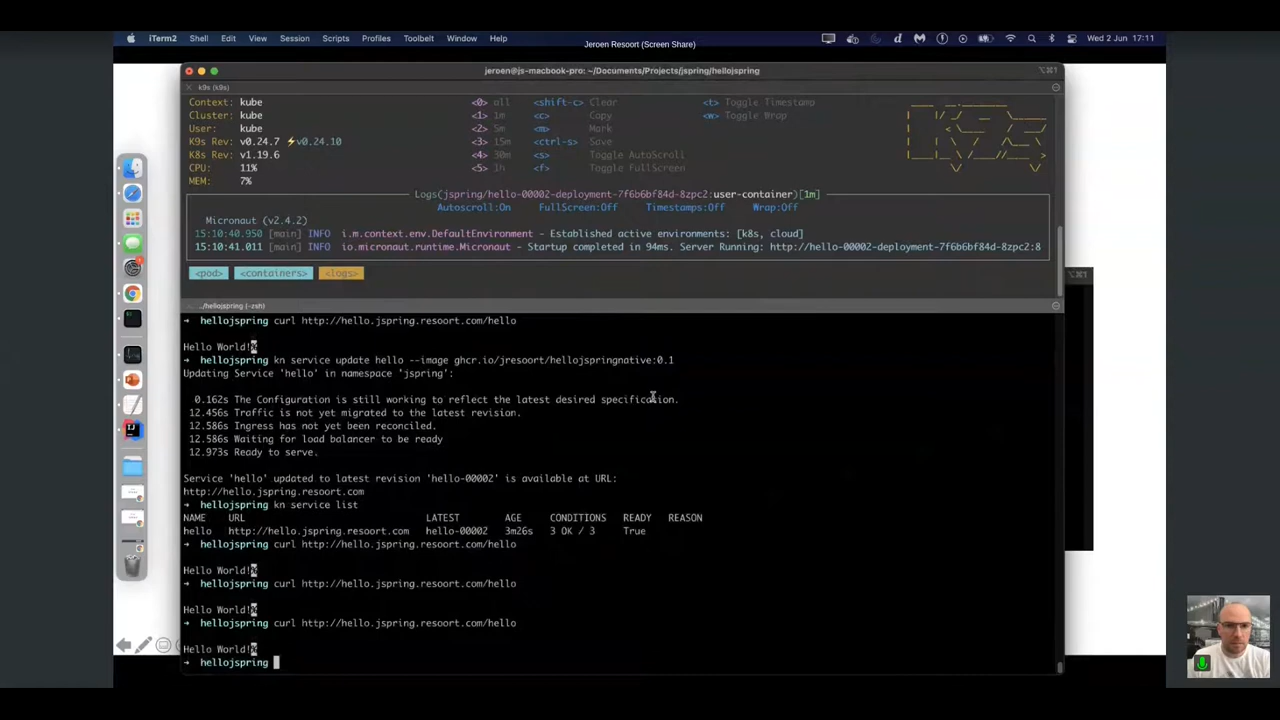 iTerm2 Shell Edit View Session Scripts Profiles Toolbelt Window Help
Wed 2 Jun 17:11
Jeroen Resoort (Screen Share)
jeroen@js-macbook-pro: ~/Documents/Projects/jspring/hellojspring
⌥⌘1
k9s (k9s)
Context: kube <0> all <shift-c> Clear <t> Toggle Timestamp
Cluster: kube <1> 1m <c> Copy <w> Toggle Wrap
User: kube <2> 5m <m> Mark
K9s Rev: v0.24.7 ⚡v0.24.10 <3> 15m <ctrl-s> Save
K8s Rev: v1.19.6 <4> 30m <s> Toggle AutoScroll
CPU: 11% <5> 1h <f> Toggle FullScreen
MEM: 7%
K9S
Logs(jspring/hello-00002-deployment-7f6b6bf84d-8zpc2:user-container)[1m]
Autoscroll:On FullScreen:Off Timestamps:Off Wrap:Off
Micronaut (v2.4.2)
15:10:40.950 [main] INFO i.m.context.env.DefaultEnvironment - Established active environments: [k8s, cloud]
15:10:41.011 [main] INFO io.micronaut.runtime.Micronaut - Startup completed in 94ms. Server Running: http://hello-00002-deployment-7f6b6bf84d-8zpc2:8
<pod> <containers> <logs>
../hellojspring (-zsh)
⌥⌘1
→ hellojspring curl http://hello.jspring.resoort.com/hello
Hello World!%
→ hellojspring kn service update hello --image ghcr.io/jresoort/hellojspringnative:0.1
Updating Service 'hello' in namespace 'jspring':
0.162s The Configuration is still working to reflect the latest desired specification.
12.456s Traffic is not yet migrated to the latest revision.
12.586s Ingress has not yet been reconciled.
12.586s Waiting for load balancer to be ready
12.973s Ready to serve.
Service 'hello' updated to latest revision 'hello-00002' is available at URL:
http://hello.jspring.resoort.com
→ hellojspring kn service list
NAME URL LATEST AGE CONDITIONS READY REASON
hello http://hello.jspring.resoort.com hello-00002 3m26s 3 OK / 3 True
→ hellojspring curl http://hello.jspring.resoort.com/hello
Hello World!%
→ hellojspring curl http://hello.jspring.resoort.com/hello
Hello World!%
→ hellojspring curl http://hello.jspring.resoort.com/hello
Hello World!%
→ hellojspring